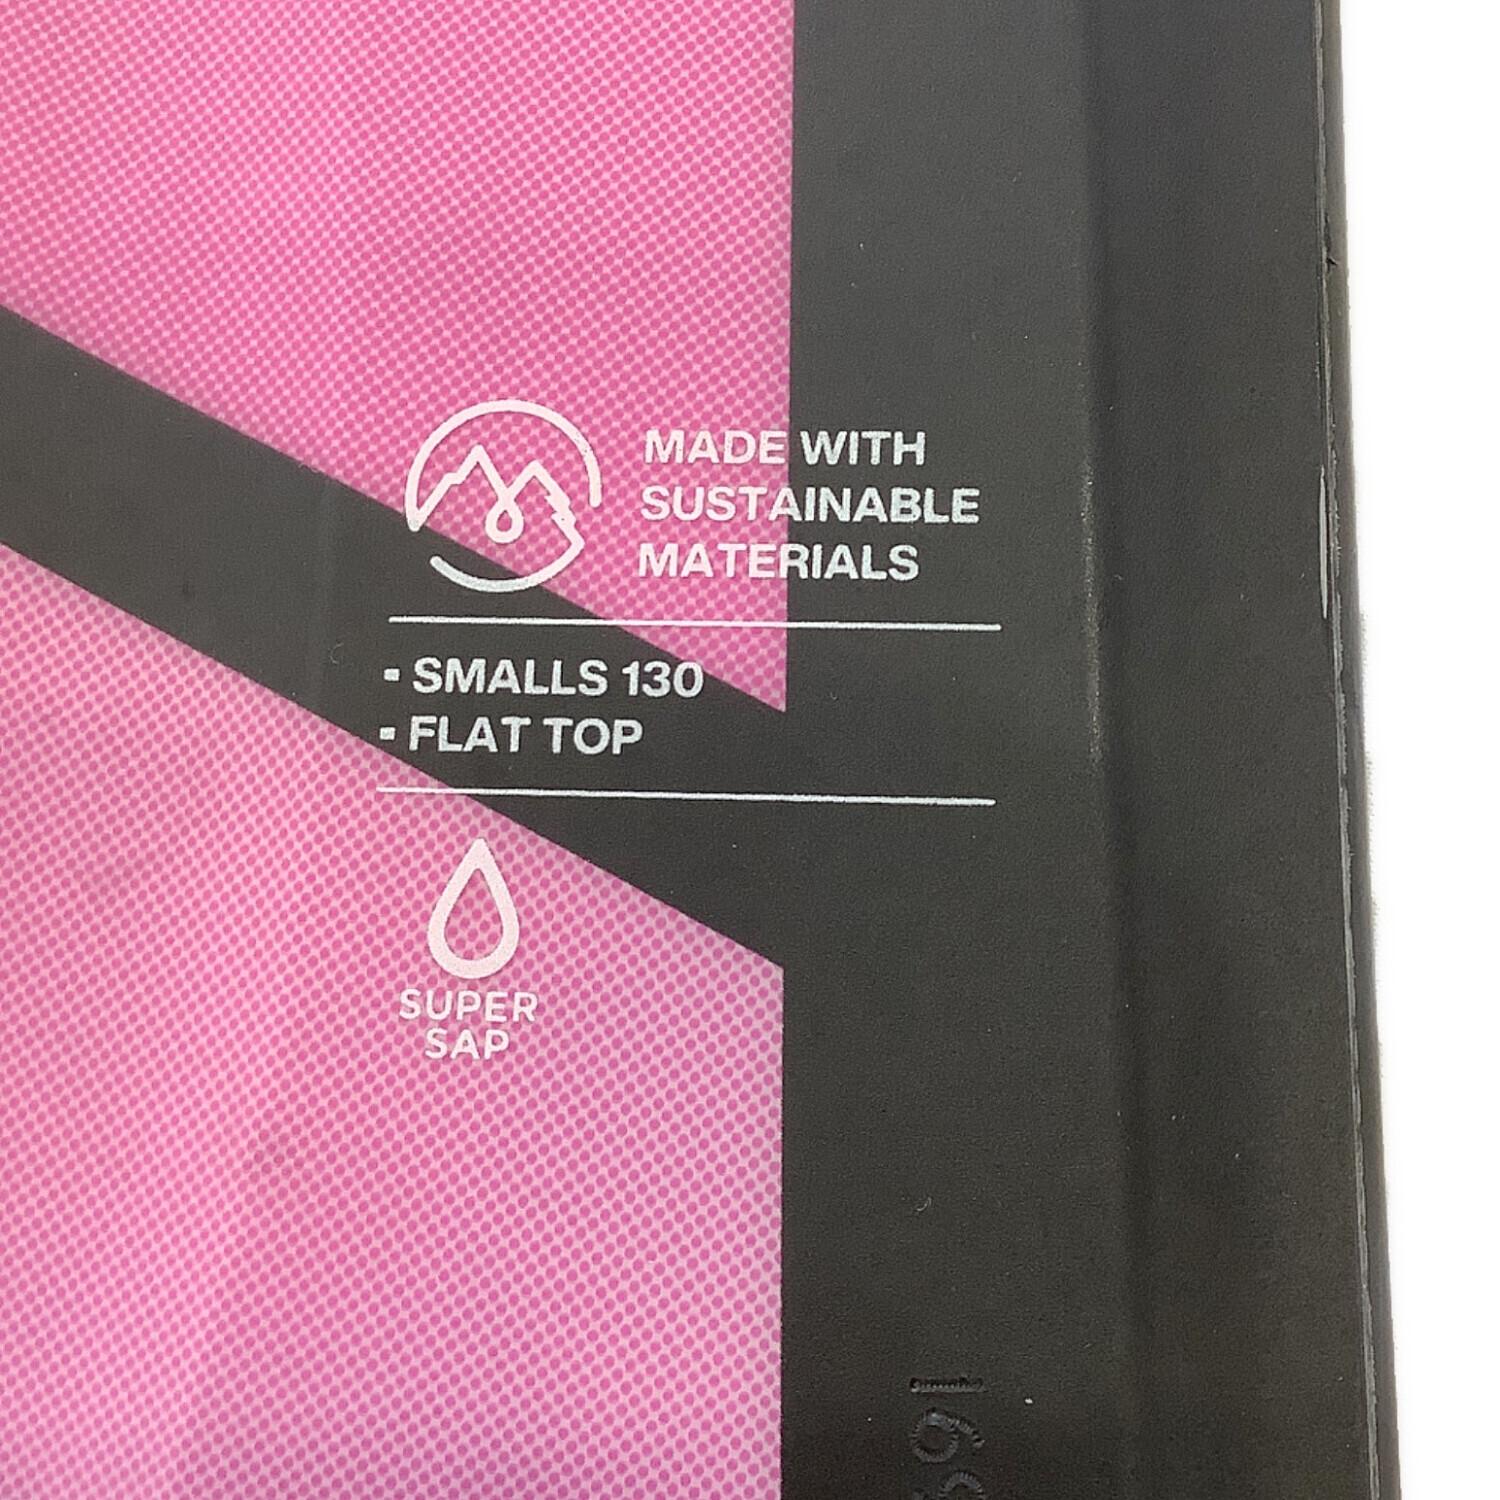 MADE WITH
SUSTAINABLE
MATERIALS
- SMALLS 130
- FLAT TOP
SUPER
SAP